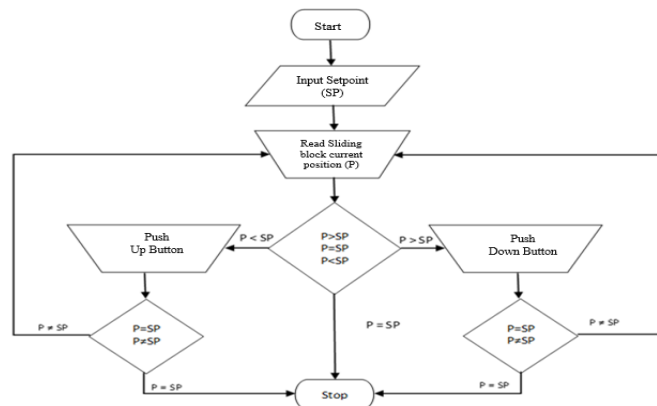 Start
Input Setpoint
(SP)
Read Sliding
block current
position (P)
P < SP
P>SP
P=SP
P<SP
P > SP
Push
Up Button
Push
Down Button
P ≠ SP
P=SP
P≠SP
P = SP
P=SP
P≠SP
P ≠ SP
P = SP
Stop
P = SP